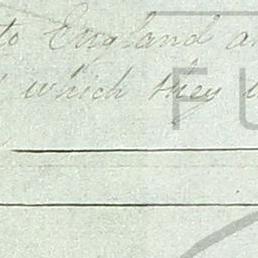 to England a
which they
FU